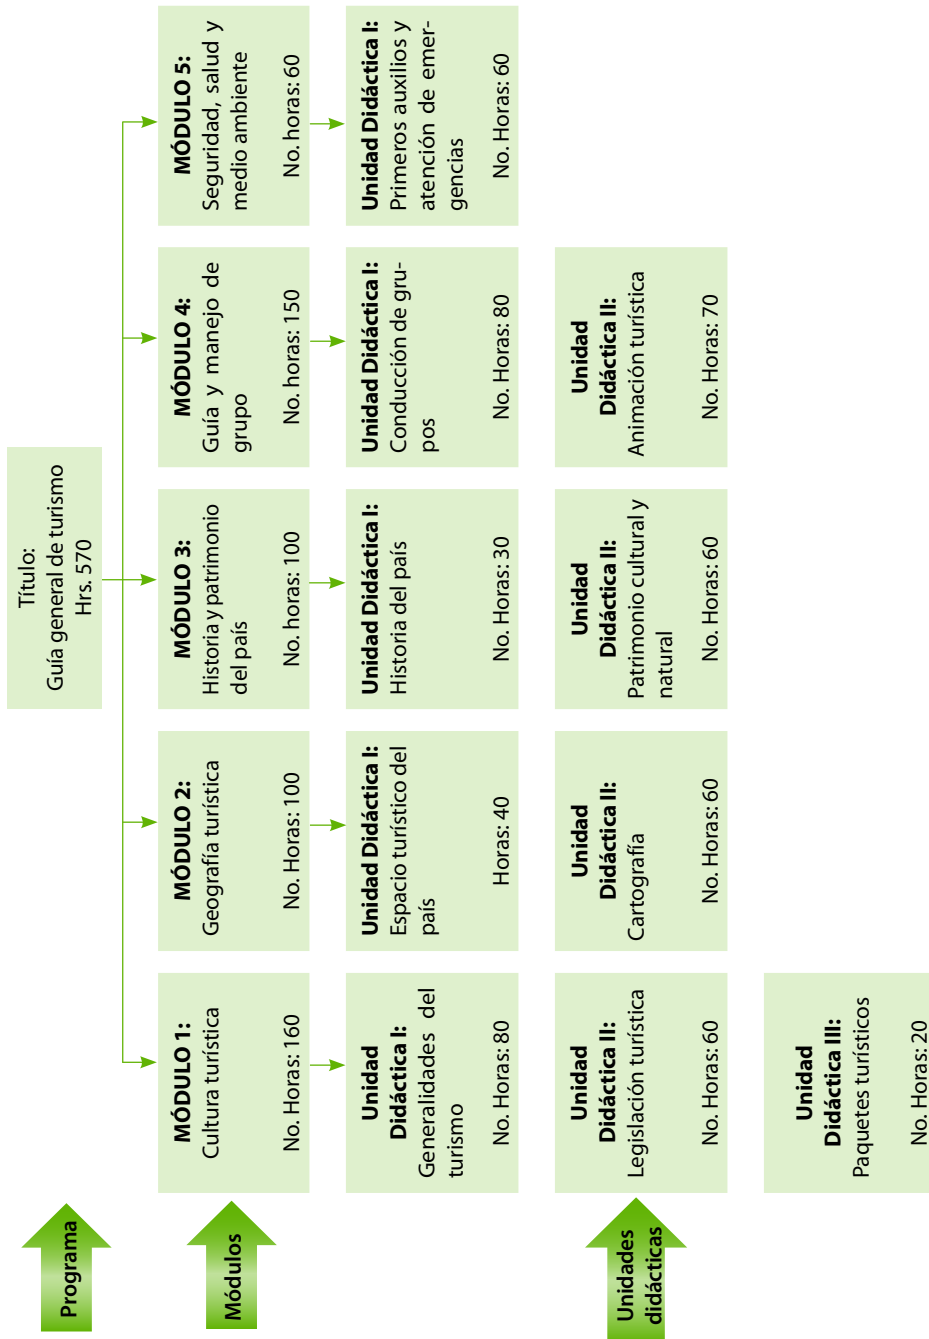 Programa
Título:
Guía general de turismo
Hrs. 570
Módulos
MÓDULO 1:
Cultura turística
No. Horas: 160
MÓDULO 2:
Geografía turística
No. Horas: 100
MÓDULO 3:
Historia y patrimonio
del país
No. horas: 100
MÓDULO 4:
Guía y manejo de
grupo
No. horas: 150
MÓDULO 5:
Seguridad, salud y
medio ambiente
No. horas: 60
Unidades
didácticas
Unidad
Didáctica I:
Generalidades del
turismo
No. Horas: 80
Unidad Didáctica I:
Espacio turístico del
país
Horas: 40
Unidad Didáctica I:
Historia del país
No. Horas: 30
Unidad Didáctica I:
Conducción de gru-
pos
No. Horas: 80
Unidad Didáctica I:
Primeros auxilios y
atención de emer-
gencias
No. Horas: 60
Unidad
Didáctica II:
Legislación turística
No. Horas: 60
Unidad
Didáctica II:
Cartografía
No. Horas: 60
Unidad
Didáctica II:
Patrimonio cultural y
natural
No. Horas: 60
Unidad
Didáctica II:
Animación turística
No. Horas: 70
Unidad
Didáctica III:
Paquetes turísticos
No. Horas: 20